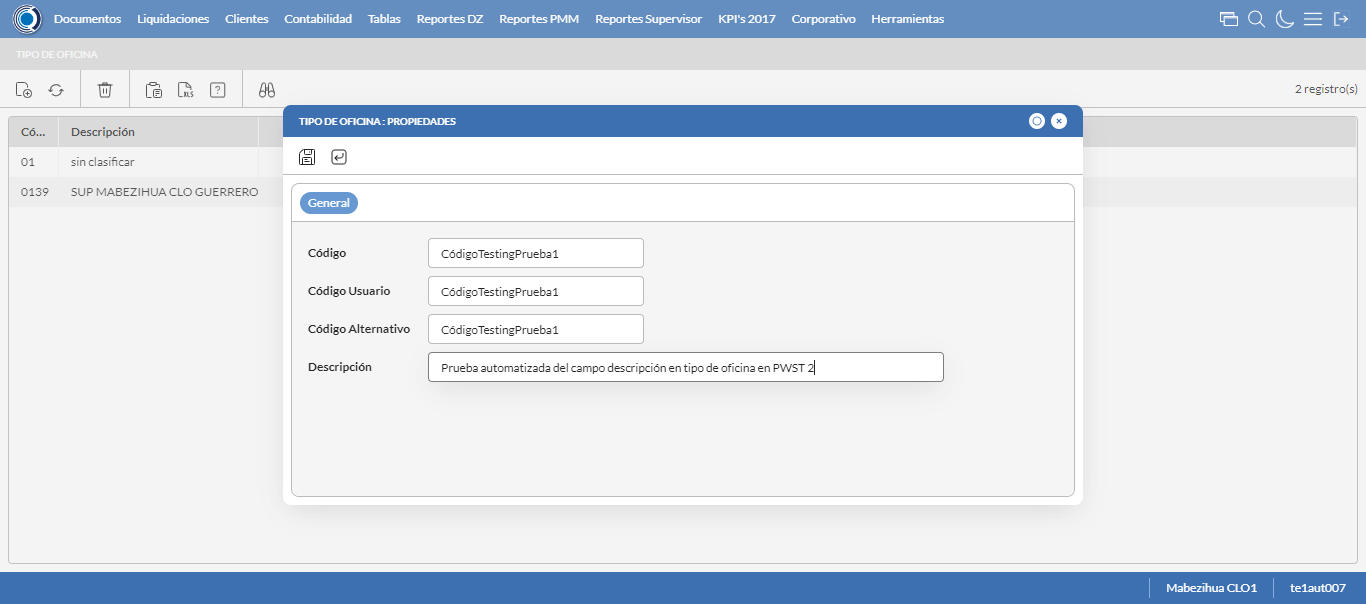 Documentos Liquidaciones Clientes Contabilidad Tablas Reportes DZ Reportes PMM Reportes Supervisor KPI's 2017 Corporativo Herramientas
TIPO DE OFICINA
XLS ? 2 registro(s)
TIPO DE OFICINA : PROPIEDADES
Có... Descripción
01 sin clasificar
0139 SUP MABEZIHUA CLO GUERRERO
General
Código CódigoTestingPrueba1
Código Usuario CódigoTestingPrueba1
Código Alternativo CódigoTestingPrueba1
Descripción Prueba automatizada del campo descripción en tipo de oficina en PWST 2
Mabezihua CLO1 te1aut007